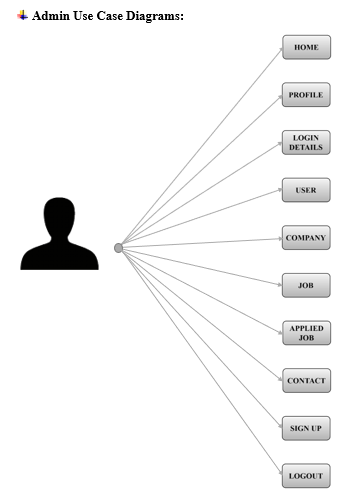 Admin Use Case Diagrams:
HOME
PROFILE
LOGIN
DETAILS
USER
COMPANY
JOB
APPLIED
JOB
CONTACT
SIGN UP
LOGOUT